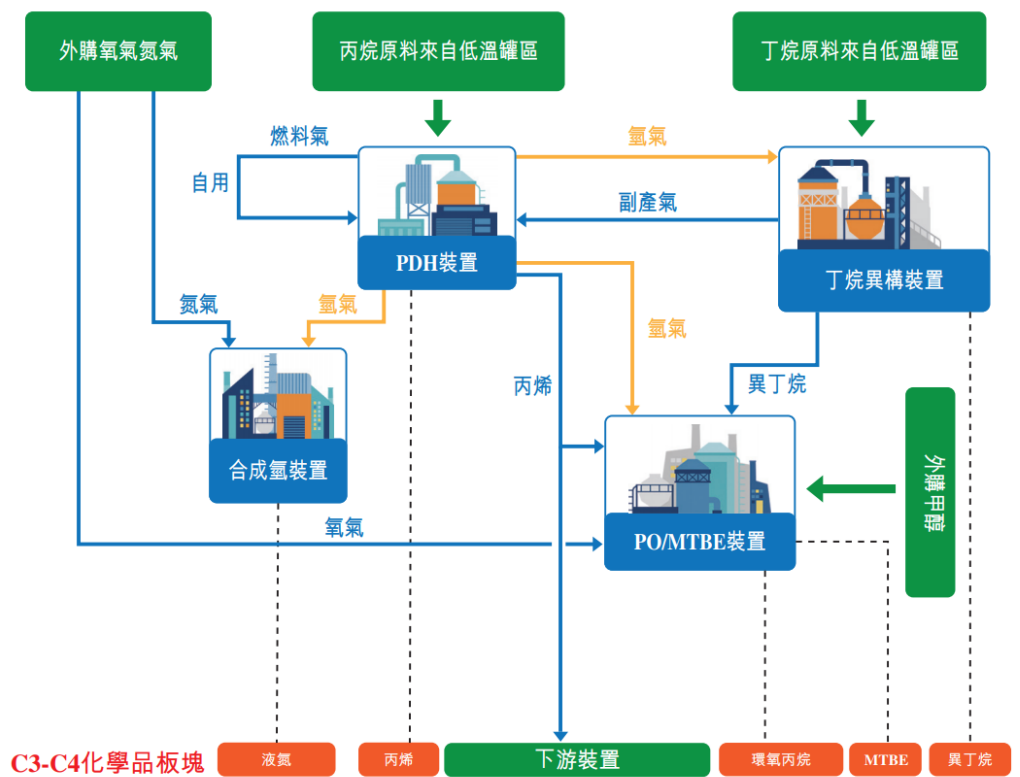 外購氧氣氮氣
丙烷原料來自低溫罐區
丁烷原料來自低溫罐區
燃料氣
氫氣
自用
副產氣
PDH裝置
丁烷異構裝置
氮氣
氫氣
氫氣
丙烯
異丁烷
外購甲醇
合成氫裝置
氧氣
PO/MTBE裝置
C3-C4化學品板塊
液氮
丙烯
下游裝置
環氧丙烷
MTBE
異丁烷